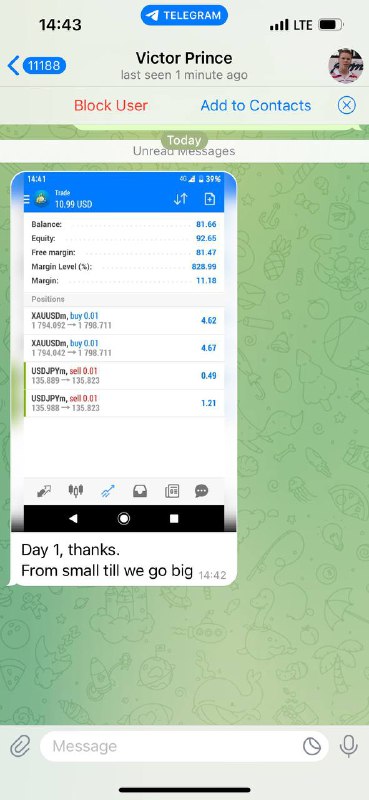 14:43
TELEGRAM
LTE
11188
Victor Prince
last seen 1 minute ago
Block User
Add to Contacts
Today
Unread Messages
14:41
4G
39%
Trade
10.99 USD
Balance: 81.66
Equity: 92.65
Free margin: 81.47
Margin Level (%): 828.99
Margin: 11.18
Positions
XAUUSDm, buy 0.01
1 794.092 → 1 798.711
4.62
XAUUSDm, buy 0.01
1 794.042 → 1 798.711
4.67
USDJPYm, sell 0.01
135.889 → 135.823
0.49
USDJPYm, sell 0.01
135.988 → 135.823
1.21
Day 1, thanks.
From small till we go big
14:42
Message